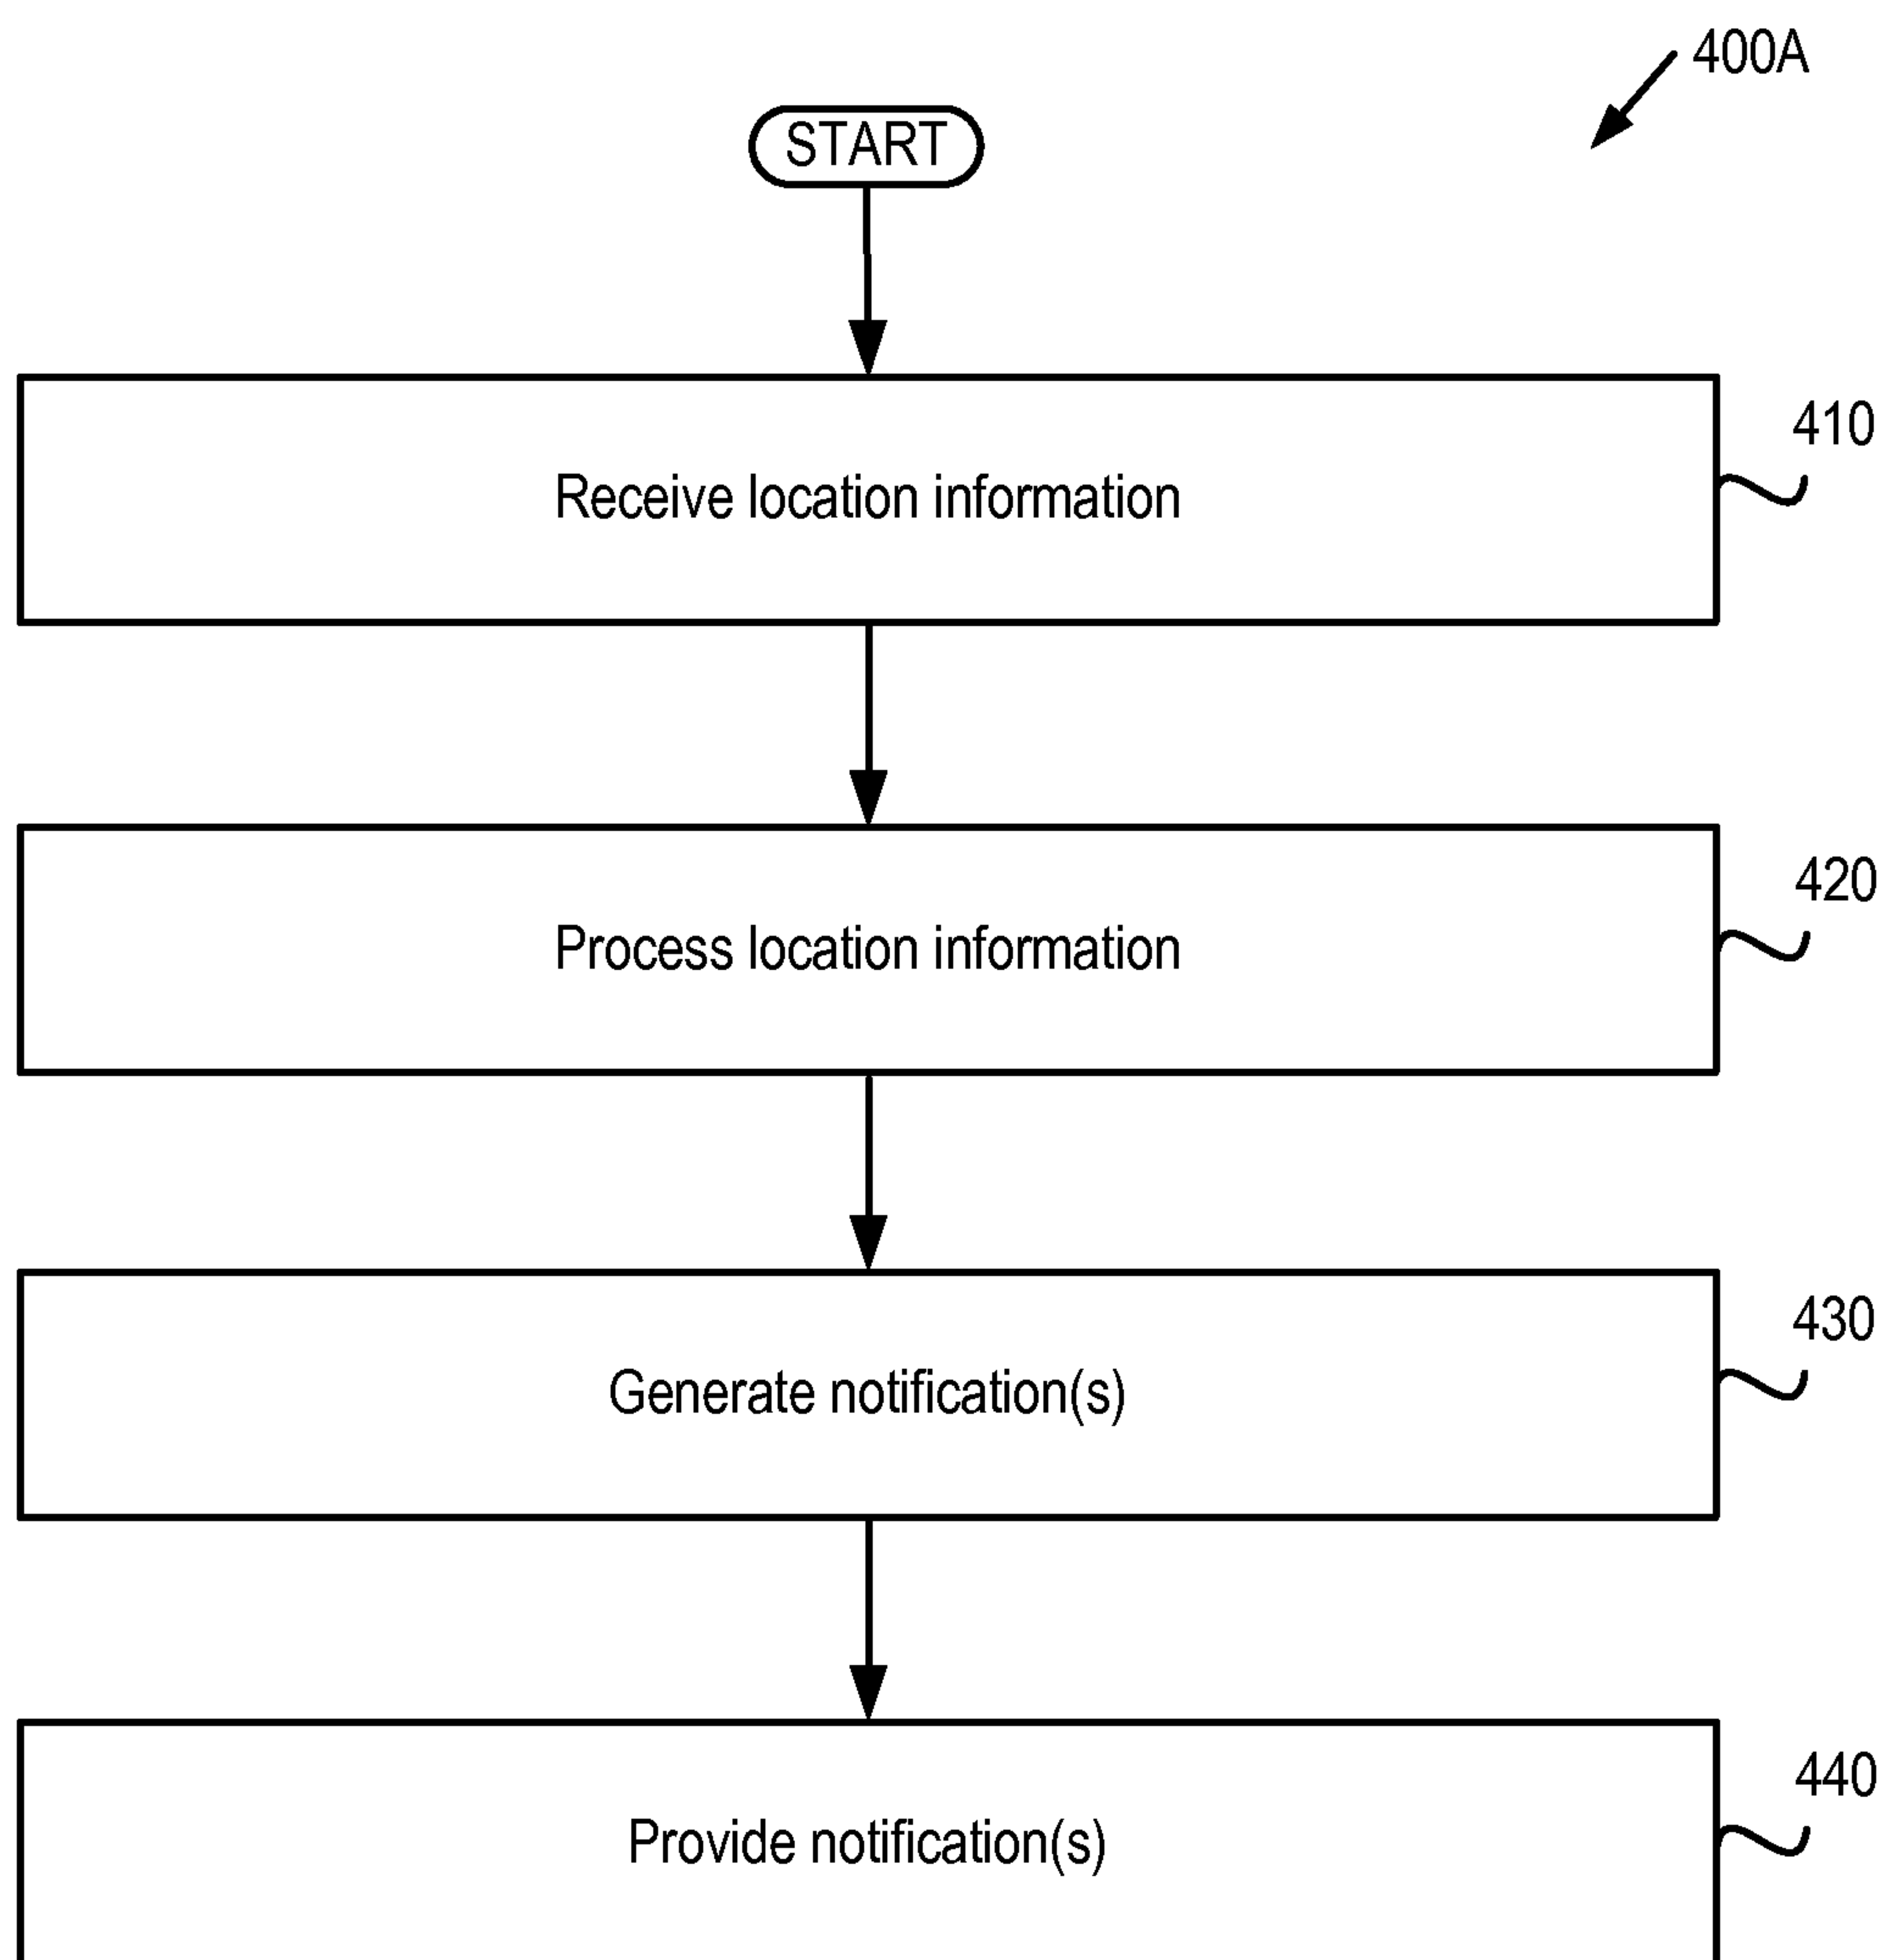 400A
START
410
Receive location information
420
Process location information
430
Generate notification(s)
440
Provide notification(s)